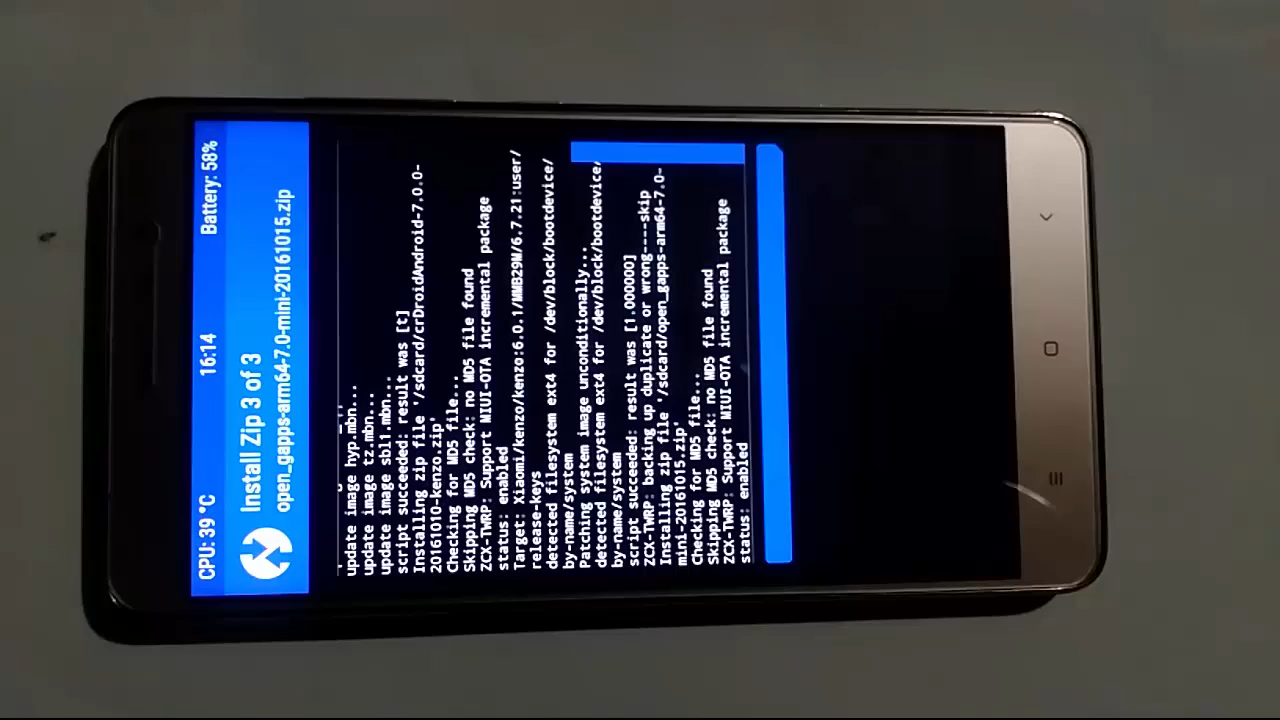 CPU: 39 °C 16:14 Battery: 58%
Install Zip 3 of 3
open_gapps-arm64-7.0-mini-20161015.zip
update image hyp.mbn...
update image tz.mbn...
update image sbl1.mbn...
script succeeded: result was [t]
Installing zip file '/sdcard/crDroidAndroid-7.0.0-
20161010-kenzo.zip'
Checking for MD5 file...
Skipping MD5 check: no MD5 file found
ZCX-TWRP: Support MIUI-OTA incremental package
status: enabled
Target: Xiaomi/kenzo/kenzo:6.0.1/MMB29M/6.7.21:user/
release-keys
detected filesystem ext4 for /dev/block/bootdevice/
by-name/system
Patching system image unconditionally...
detected filesystem ext4 for /dev/block/bootdevice/
by-name/system
script succeeded: result was [1.000000]
ZCX-TWRP: backing up duplicate or wrong----skip
Installing zip file '/sdcard/open_gapps-arm64-7.0-
mini-20161015.zip'
Checking for MD5 file...
Skipping MD5 check: no MD5 file found
ZCX-TWRP: Support MIUI-OTA incremental package
status: enabled